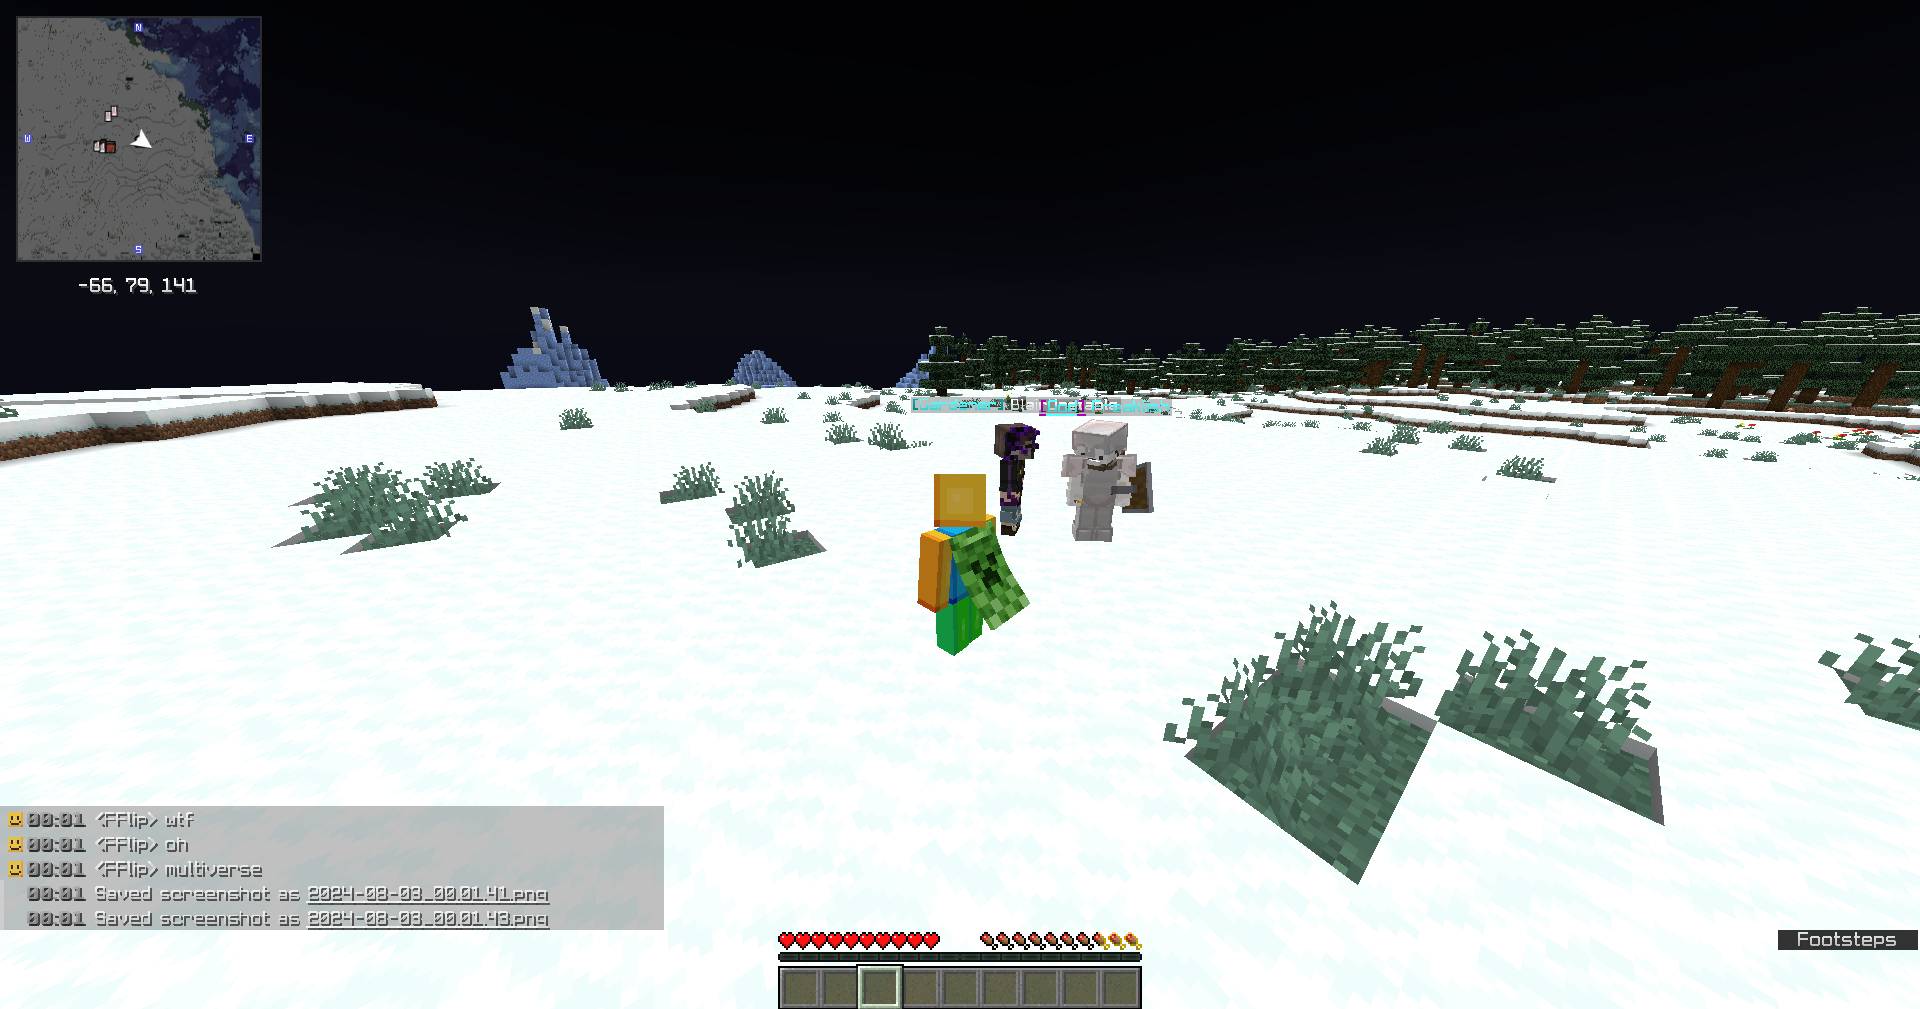 N
W
E
S
-66, 79, 141
00:01 <FFlip> wtf
00:01 <FFlip> oh
00:01 <FFlip> multiverse
00:01 Saved screenshot as 2024-08-03_00.01.41.png
00:01 Saved screenshot as 2024-08-03_00.01.43.png
Footsteps